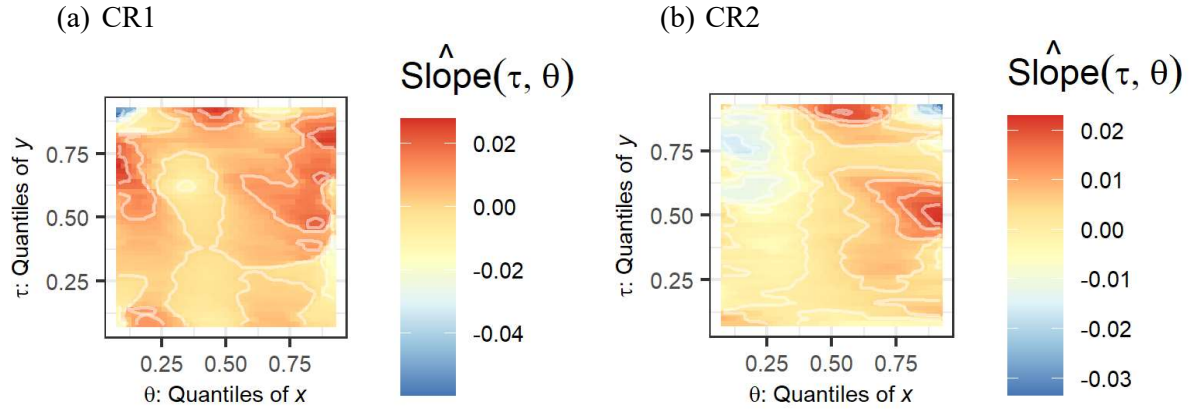 (a) CR1
(b) CR2
^
Slope(τ, θ)
0.02
0.00
-0.02
-0.04
τ: Quantiles of y
0.75
0.50
0.25
0.25 0.50 0.75
θ: Quantiles of x
^
Slope(τ, θ)
0.02
0.01
0.00
-0.01
-0.02
-0.03
τ: Quantiles of y
0.75
0.50
0.25
0.25 0.50 0.75
θ: Quantiles of x